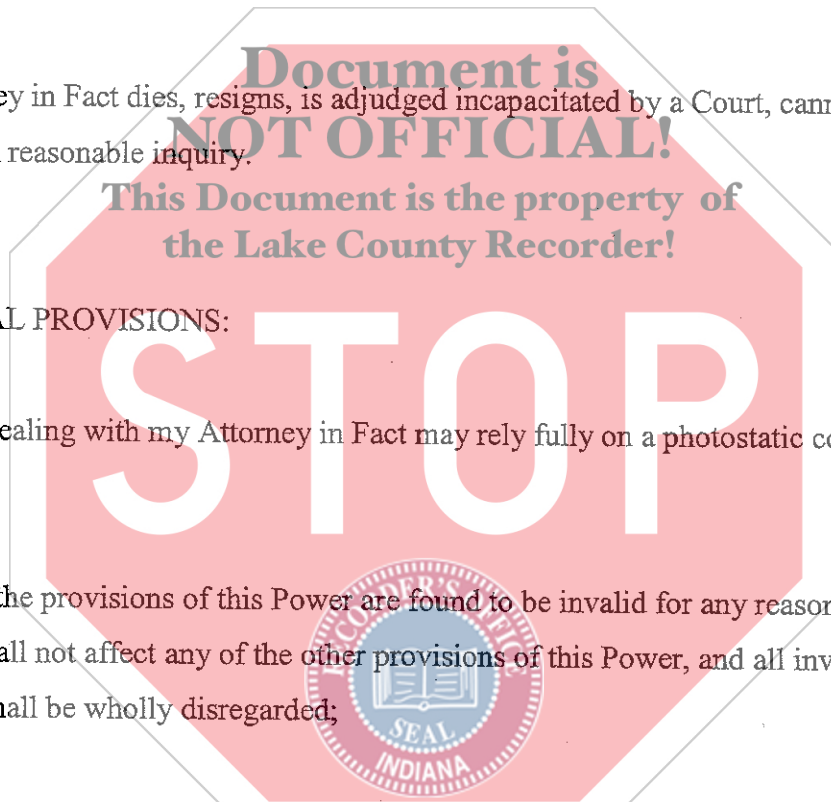 Document is
ey in Fact dies, resigns, is adjudged incapacitated by a Court, cann
NOT OFFICIAL!
reasonable inquiry.
This Document is the property of
the Lake County Recorder!
AL PROVISIONS:
STOP
ealing with my Attorney in Fact may rely fully on a photostatic co
the provisions of this Power are found to be invalid for any reason
all not affect any of the other provisions of this Power, and all inv
hall be wholly disregarded;
RECORDER'S OFFICE
SEAL
INDIANA